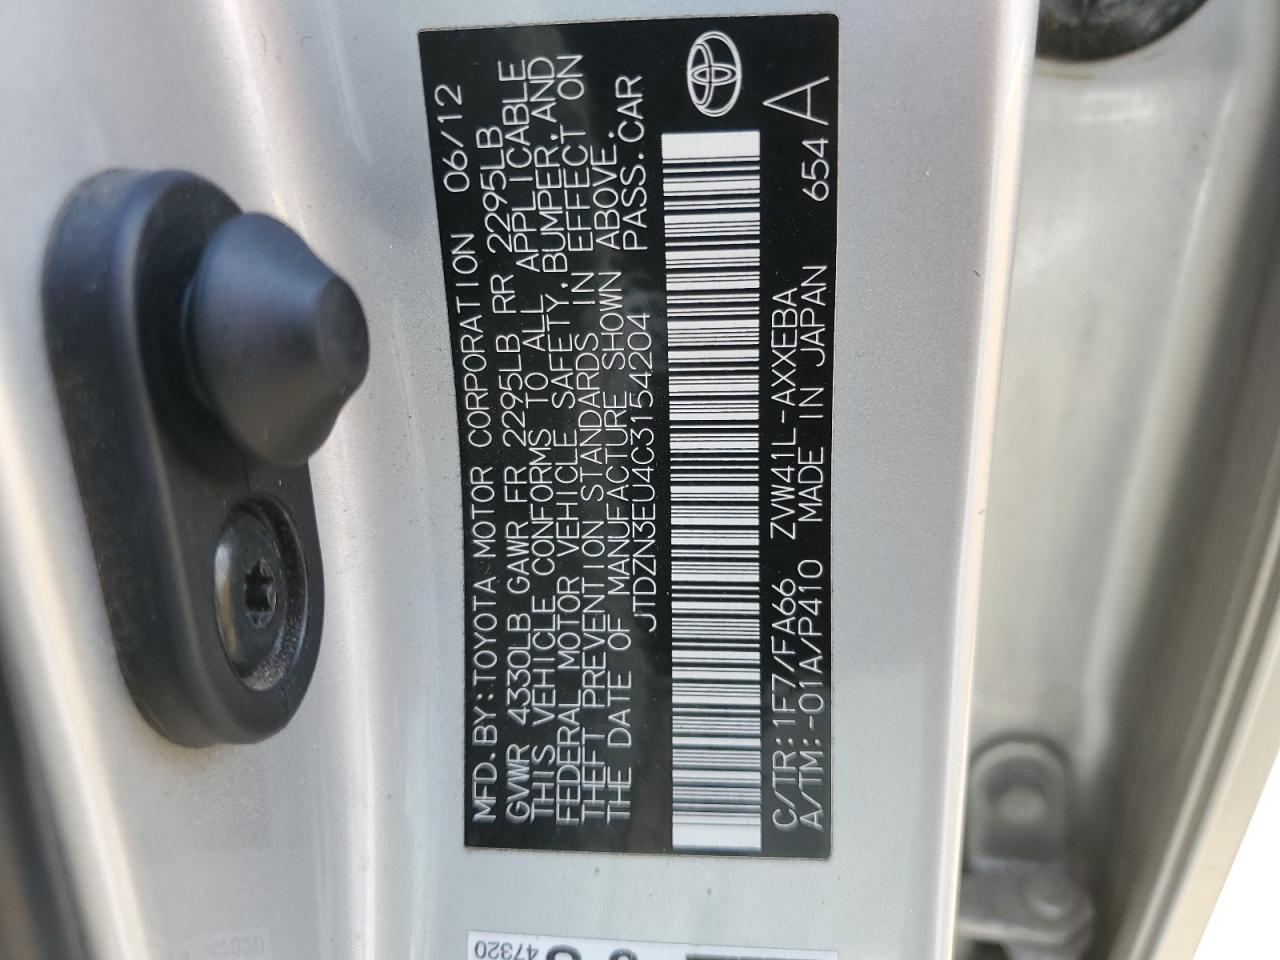 MFD.BY:TOYOTA MOTOR CORPORATION 06/12
GVWR 4330LB GAWR FR 2295LB RR 2295LB
THIS VEHICLE CONFORMS TO ALL APPLICABLE
FEDERAL MOTOR VEHICLE SAFETY,BUMPER,AND
THEFT PREVENTION STANDARDS IN EFFECT ON
THE DATE OF MANUFACTURE SHOWN ABOVE.
JTDZN3EU4C3154204 PASS.CAR
C/TR:1F7/FA66 ZVW41L-AXXEBA
A/TM:-01A/P410 MADE IN JAPAN 654 A
47320